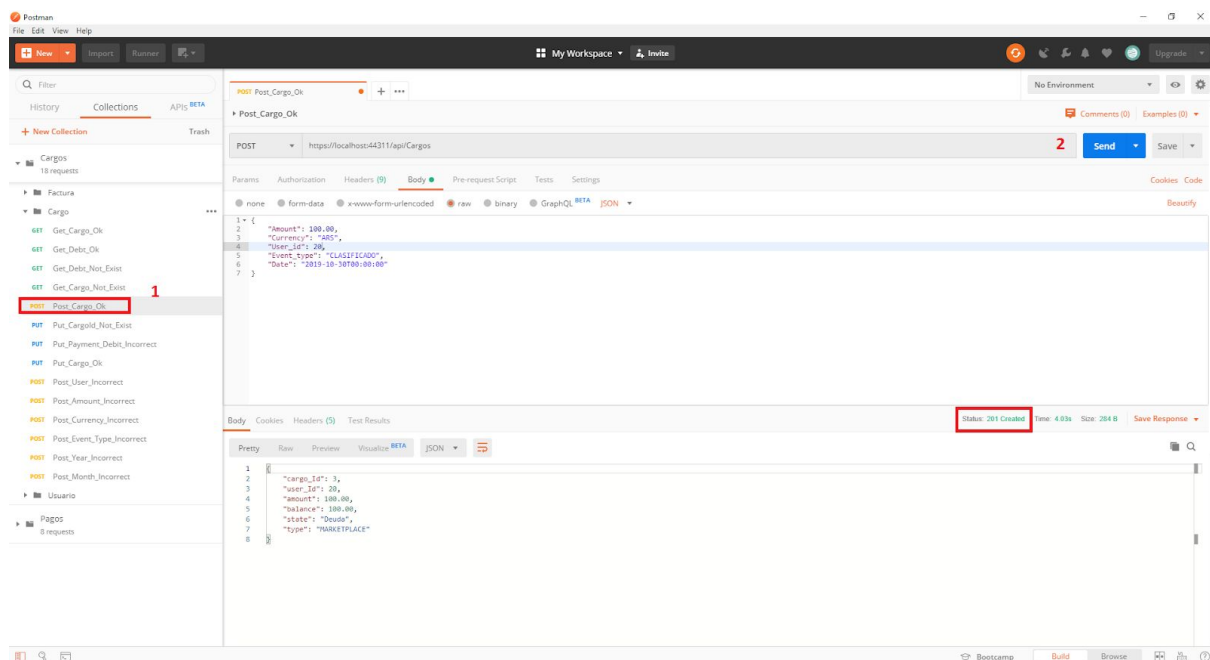 Postman
File Edit View Help
New Import Runner My Workspace Invite Upgrade
Filter
History Collections APIs BETA
+ New Collection Trash
Cargos
18 requests
Factura
Cargo
GET Get_Cargo_Ok
GET Get_Debt_Ok
GET Get_Debt_Not_Exist
GET Get_Cargo_Not_Exist
1
POST Post_Cargo_Ok
PUT Put_CargoId_Not_Exist
PUT Put_Payment_Debit_Incorrect
PUT Put_Cargo_Ok
POST Post_User_Incorrect
POST Post_Amount_Incorrect
POST Post_Currency_Incorrect
POST Post_Event_Type_Incorrect
POST Post_Year_Incorrect
POST Post_Month_Incorrect
Usuario
Pagos
8 requests
POST Post_Cargo_Ok + ••• No Environment
Post_Cargo_Ok Comments (0) Examples (0)
POST https://localhost:44311/api/Cargos 2 Send Save
Params Authorization Headers (9) Body Pre-request Script Tests Settings Cookies Code
none form-data x-www-form-urlencoded raw binary GraphQL BETA JSON Beautify
1 {
2 "Amount": 100.00,
3 "Currency": "ARS",
4 "User_id": 20,
5 "Event_type": "CLASIFICADO",
6 "Date": "2019-10-30T00:00:00"
7 }
Body Cookies Headers (5) Test Results Status: 201 Created Time: 4.03s Size: 284 B Save Response
Pretty Raw Preview Visualize BETA JSON
1 {
2 "cargo_Id": 3,
3 "user_Id": 20,
4 "amount": 100.00,
5 "balance": 100.00,
6 "state": "Deuda",
7 "type": "MARKETPLACE"
8 }
Bootcamp Build Browse